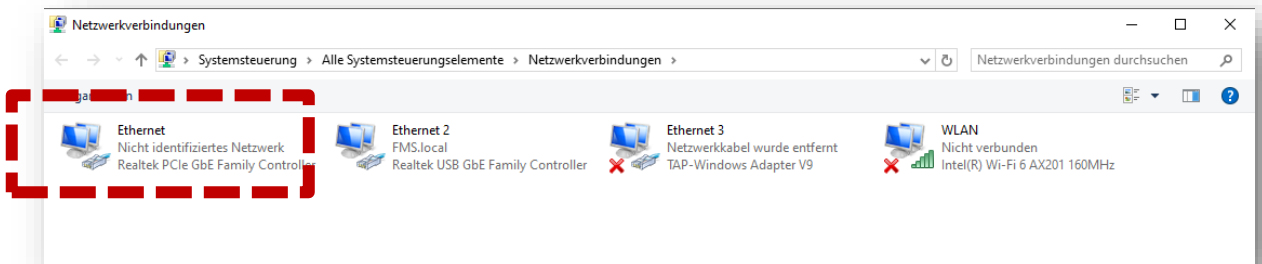 Netzwerkverbindungen
Systemsteuerung > Alle Systemsteuerungselemente > Netzwerkverbindungen >
Netzwerkverbindungen durchsuchen
Ethernet
Nicht identifiziertes Netzwerk
Realtek PCIe GbE Family Controller
Ethernet 2
FMS.local
Realtek USB GbE Family Controller
Ethernet 3
Netzwerkkabel wurde entfernt
TAP-Windows Adapter V9
WLAN
Nicht verbunden
Intel(R) Wi-Fi 6 AX201 160MHz